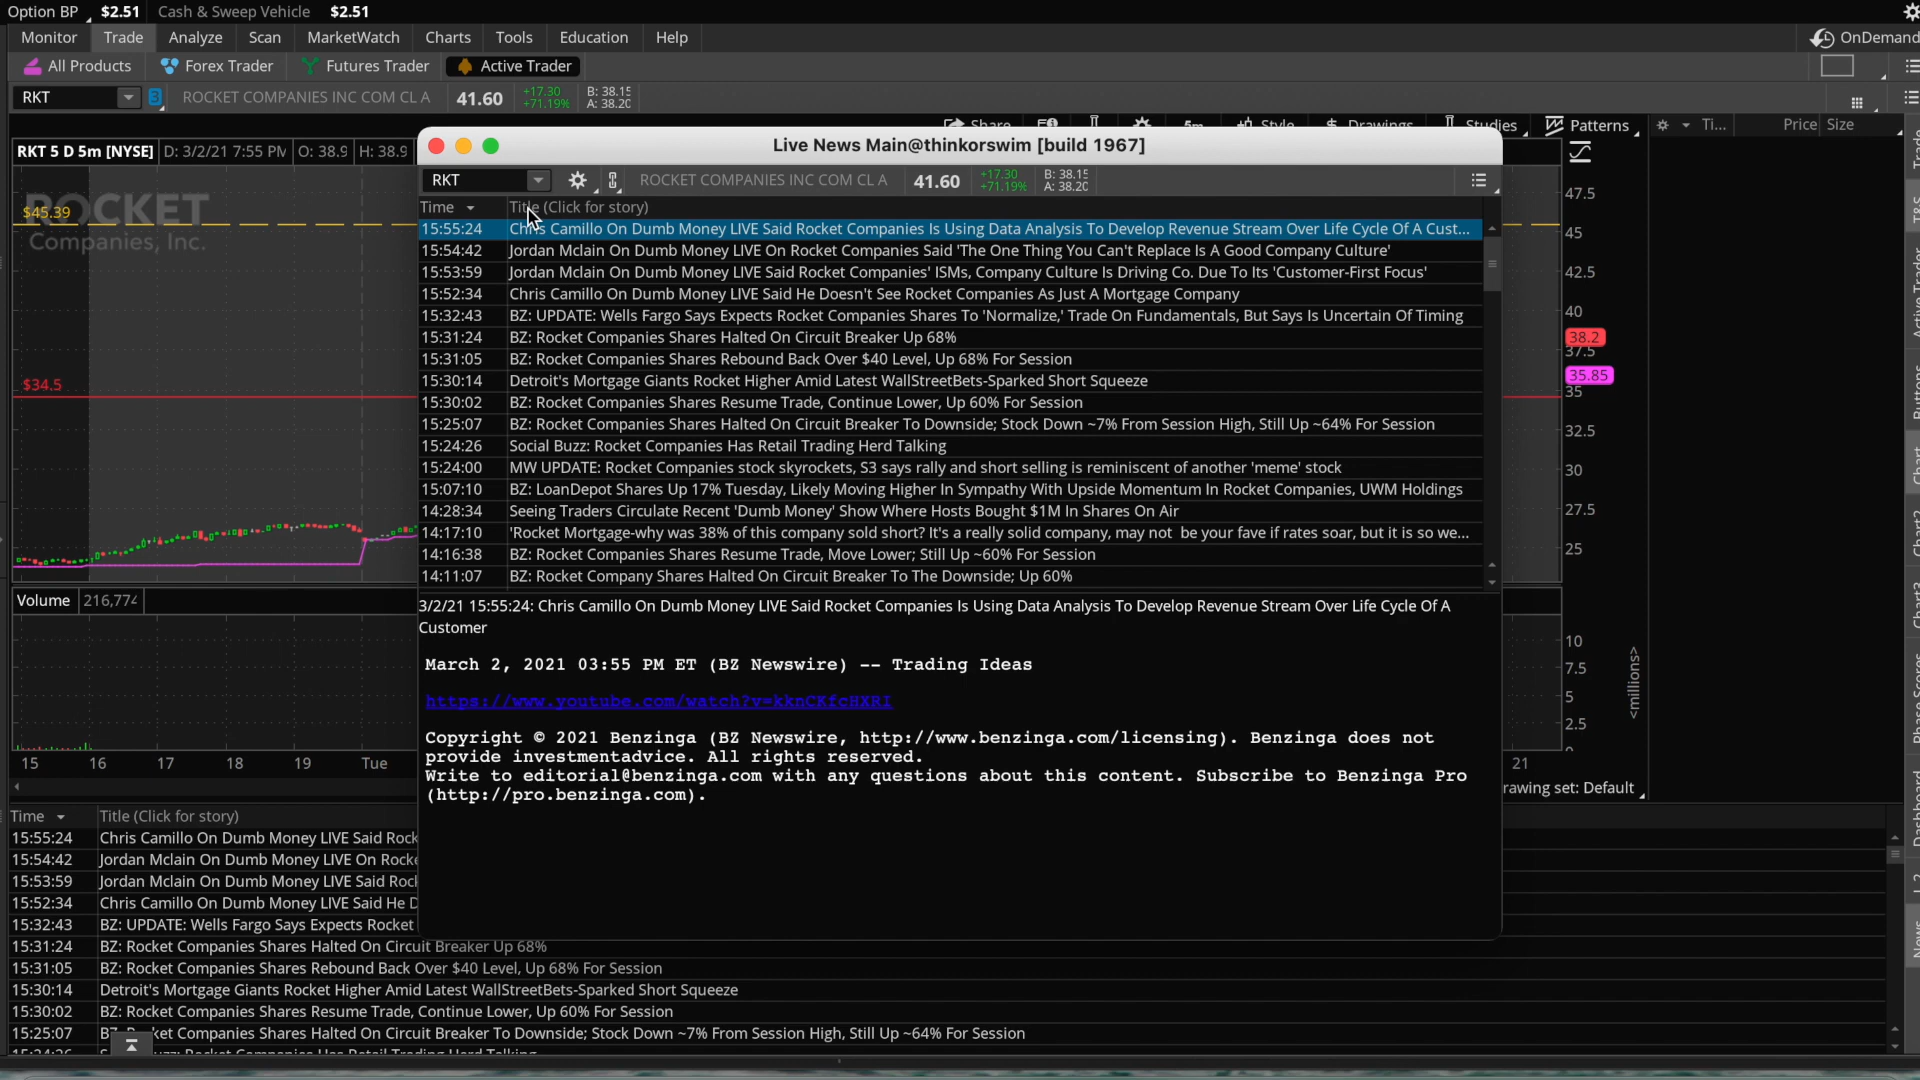 Option BP $2.51 Cash & Sweep Vehicle $2.51
Monitor Trade Analyze Scan MarketWatch Charts Tools Education Help OnDemand
All Products Forex Trader Futures Trader Active Trader
RKT 3 ROCKET COMPANIES INC COM CL A 41.60 +17.30 +71.19% B: 38.15 A: 38.20
Share 5m Style Drawings Studies Patterns Ti... Price Size
RKT 5 D 5m [NYSE] D: 3/2/21 7:55 PM O: 38.9 H: 38.9
Live News Main@thinkorswim [build 1967]
RKT ROCKET COMPANIES INC COM CL A 41.60 +17.30 +71.19% B: 38.15 A: 38.20
ROCKET
Companies, Inc.
$45.39
$34.5
Time Title (Click for story)
15:55:24 Chris Camillo On Dumb Money LIVE Said Rocket Companies Is Using Data Analysis To Develop Revenue Stream Over Life Cycle Of A Cust...
15:54:42 Jordan Mclain On Dumb Money LIVE On Rocket Companies Said 'The One Thing You Can't Replace Is A Good Company Culture'
15:53:59 Jordan Mclain On Dumb Money LIVE Said Rocket Companies' ISMs, Company Culture Is Driving Co. Due To Its 'Customer-First Focus'
15:52:34 Chris Camillo On Dumb Money LIVE Said He Doesn't See Rocket Companies As Just A Mortgage Company
15:32:43 BZ: UPDATE: Wells Fargo Says Expects Rocket Companies Shares To 'Normalize,' Trade On Fundamentals, But Says Is Uncertain Of Timing
15:31:24 BZ: Rocket Companies Shares Halted On Circuit Breaker Up 68%
15:31:05 BZ: Rocket Companies Shares Rebound Back Over $40 Level, Up 68% For Session
15:30:14 Detroit's Mortgage Giants Rocket Higher Amid Latest WallStreetBets-Sparked Short Squeeze
15:30:02 BZ: Rocket Companies Shares Resume Trade, Continue Lower, Up 60% For Session
15:25:07 BZ: Rocket Companies Shares Halted On Circuit Breaker To Downside; Stock Down ~7% From Session High, Still Up ~64% For Session
15:24:26 Social Buzz: Rocket Companies Has Retail Trading Herd Talking
15:24:00 MW UPDATE: Rocket Companies stock skyrockets, S3 says rally and short selling is reminiscent of another 'meme' stock
15:07:10 BZ: LoanDepot Shares Up 17% Tuesday, Likely Moving Higher In Sympathy With Upside Momentum In Rocket Companies, UWM Holdings
14:28:34 Seeing Traders Circulate Recent 'Dumb Money' Show Where Hosts Bought $1M In Shares On Air
14:17:10 'Rocket Mortgage-why was 38% of this company sold short? It's a really solid company, may not be your fave if rates soar, but it is so we...
14:16:38 BZ: Rocket Companies Shares Resume Trade, Move Lower; Still Up ~60% For Session
14:11:07 BZ: Rocket Company Shares Halted On Circuit Breaker To The Downside; Up 60%
47.5
45
42.5
40
38.2
37.5
35.85
35
32.5
30
27.5
25
Volume 216,774
3/2/21 15:55:24: Chris Camillo On Dumb Money LIVE Said Rocket Companies Is Using Data Analysis To Develop Revenue Stream Over Life Cycle Of A
Customer
March 2, 2021 03:55 PM ET (BZ Newswire) -- Trading Ideas
https://www.youtube.com/watch?v=kknCKfcHXRI
Copyright © 2021 Benzinga (BZ Newswire, http://www.benzinga.com/licensing). Benzinga does not
provide investmentadvice. All rights reserved.
Write to editorial@benzinga.com with any questions about this content. Subscribe to Benzinga Pro
(http://pro.benzinga.com).
10
7.5
5
2.5
<millions>
15 16 17 18 19 Tue 21
rawing set: Default
Time Title (Click for story)
15:55:24 Chris Camillo On Dumb Money LIVE Said Rock
15:54:42 Jordan Mclain On Dumb Money LIVE On Rocke
15:53:59 Jordan Mclain On Dumb Money LIVE Said Rock
15:52:34 Chris Camillo On Dumb Money LIVE Said He D
15:32:43 BZ: UPDATE: Wells Fargo Says Expects Rocket
15:31:24 BZ: Rocket Companies Shares Halted On Circuit Breaker Up 68%
15:31:05 BZ: Rocket Companies Shares Rebound Back Over $40 Level, Up 68% For Session
15:30:14 Detroit's Mortgage Giants Rocket Higher Amid Latest WallStreetBets-Sparked Short Squeeze
15:30:02 BZ: Rocket Companies Shares Resume Trade, Continue Lower, Up 60% For Session
15:25:07 BZ: ket Companies Shares Halted On Circuit Breaker To Downside; Stock Down ~7% From Session High, Still Up ~64% For Session
Trade
T&S
Active Trader
Buttons
Chart
Chart2
Chart3
Phase Scores
Dashboard
L 2
News